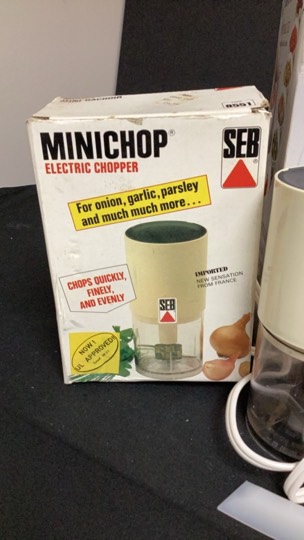 8551
MINICHOP®
ELECTRIC CHOPPER
SEB
®
For onion, garlic, parsley
and much much more...
CHOPS QUICKLY,
FINELY,
AND EVENLY
IMPORTED
NEW SENSATION
FROM FRANCE
SEB
NOW!
UL APPROVED!